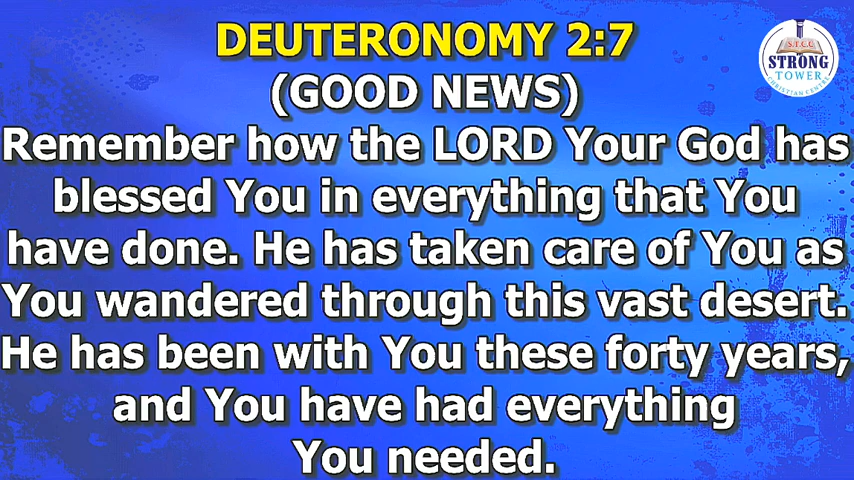 DEUTERONOMY 2:7
(GOOD NEWS)
Remember how the LORD Your God has
blessed You in everything that You
have done. He has taken care of You as
You wandered through this vast desert.
He has been with You these forty years,
and You have had everything
You needed.
S.T.C.C
STRONG
TOWER
CHRISTIAN CENTRE